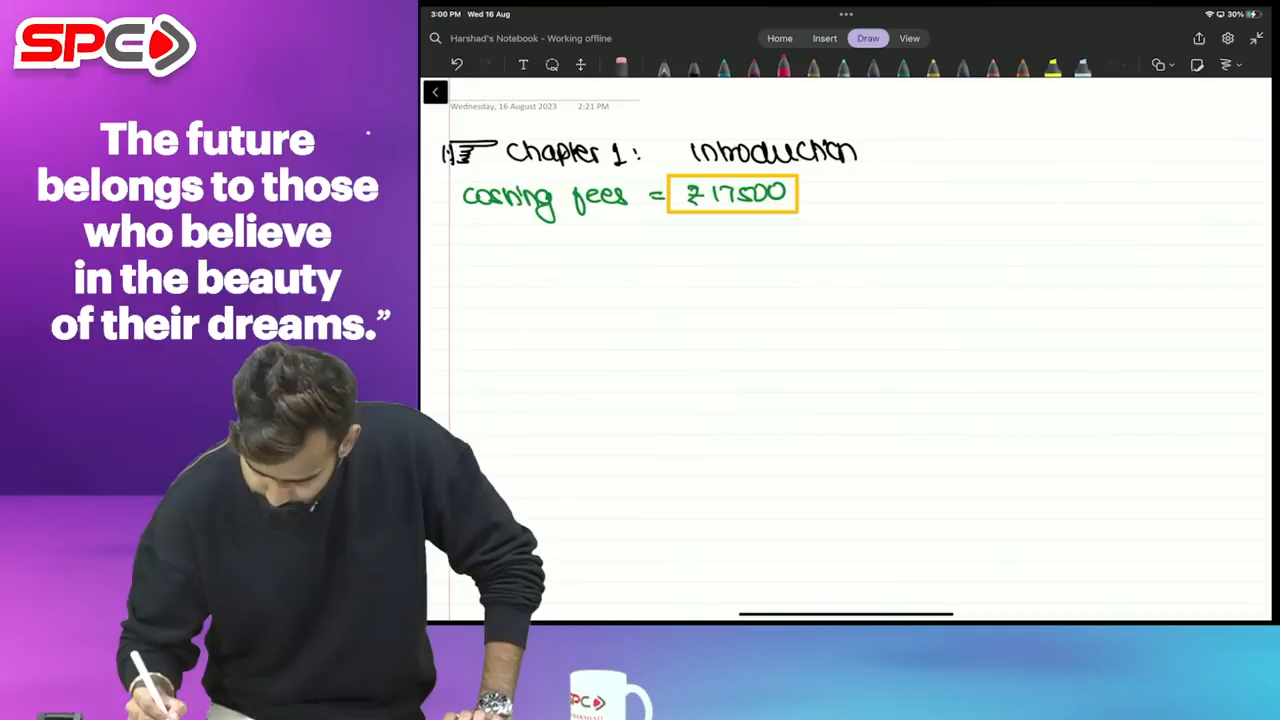 SPC
The future
belongs to those
who believe
in the beauty
of their dreams.”
3:00 PM Wed 16 Aug
30%
Harshad's Notebook - Working offline
Home Insert Draw View
T
A
Wednesday, 16 August 2023 2:21 PM
Chapter 1: Introduction
fees = ₹17500
SPC